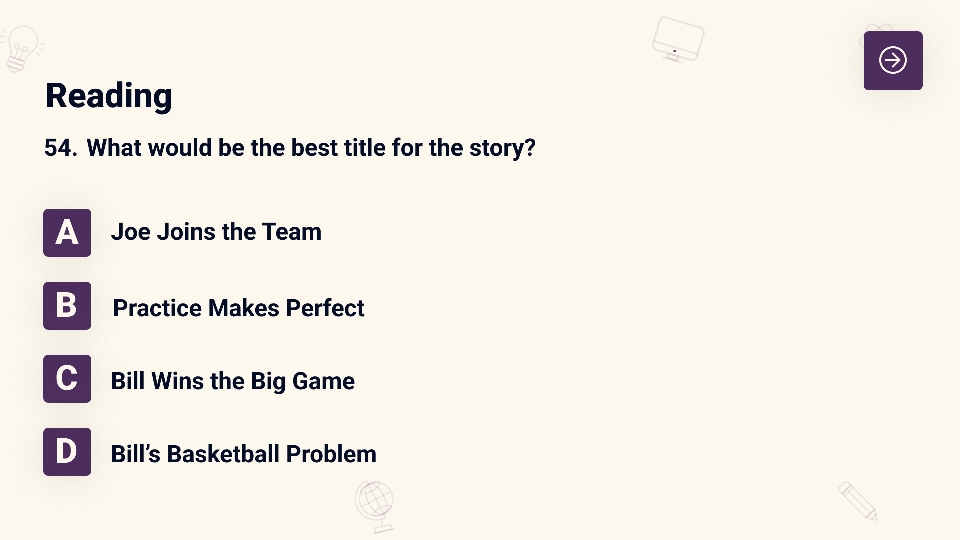 Reading
54. What would be the best title for the story?
A Joe Joins the Team
B Practice Makes Perfect
C Bill Wins the Big Game
D Bill’s Basketball Problem